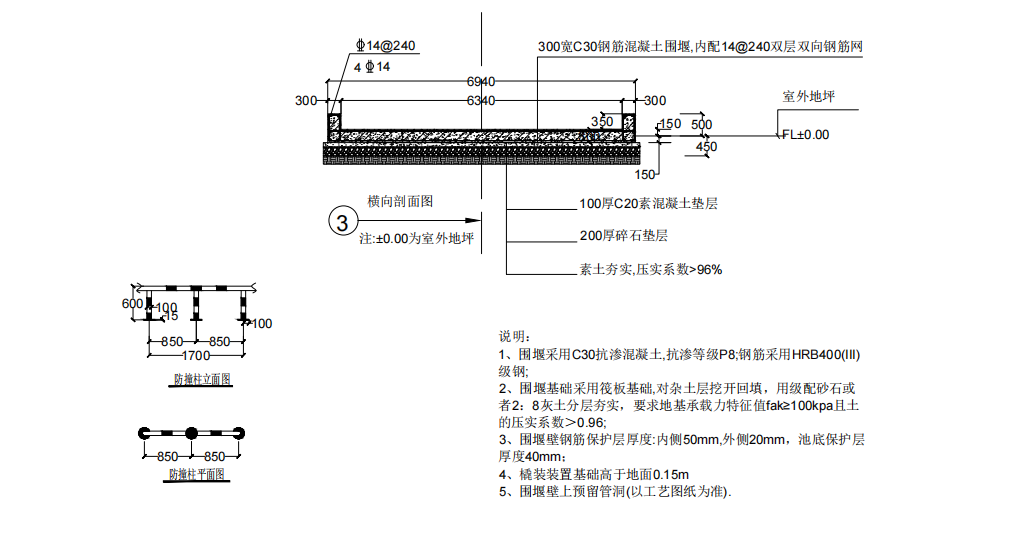 ⌀14@240
4⌀14
300宽C30钢筋混凝土围堰,内配14@240双层双向钢筋网
6940
300 6340 300
室外地坪
350
150 500
FL±0.00
450
150
横向剖面图
3
注:±0.00为室外地坪
100厚C20素混凝土垫层
200厚碎石垫层
素土夯实,压实系数>96%
600
100
15
100
850 850
1700
防撞柱立面图
850 850
防撞柱平面图
说明:
1、围堰采用C30抗渗混凝土,抗渗等级P8;钢筋采用HRB400(III)
级钢;
2、围堰基础采用筏板基础,对杂土层挖开回填，用级配砂石或
者2：8灰土分层夯实，要求地基承载力特征值fak≥100kpa且土
的压实系数＞0.96;
3、围堰壁钢筋保护层厚度:内侧50mm,外侧20mm，池底保护层
厚度40mm；
4、橇装装置基础高于地面0.15m
5、围堰壁上预留管洞(以工艺图纸为准).